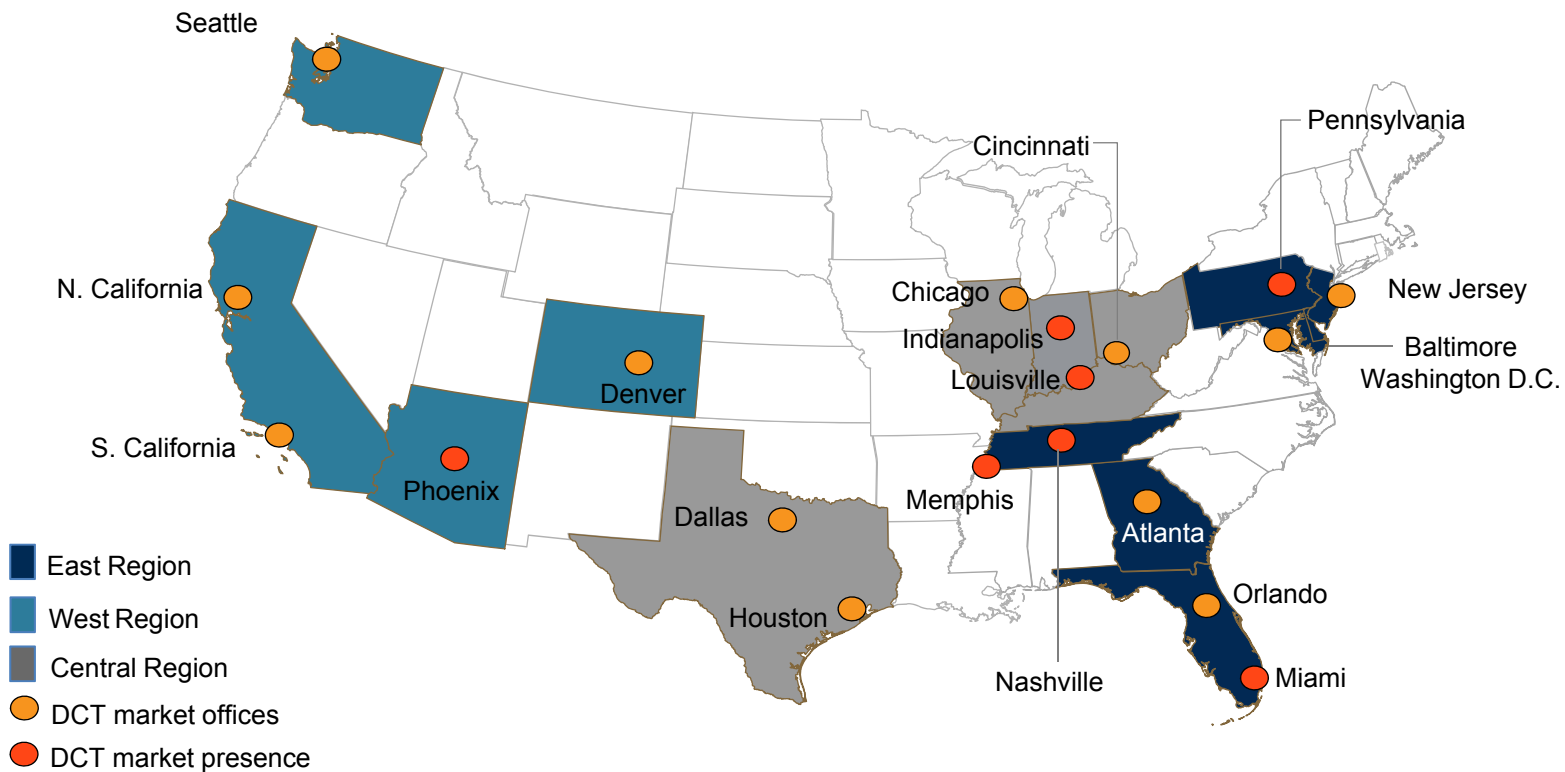 Seattle
Pennsylvania
Cincinnati
N. California
Chicago
New Jersey
Indianapolis
Baltimore
Washington D.C.
Louisville
Denver
S. California
Phoenix
Memphis
Dallas
Atlanta
Houston
Orlando
Nashville
Miami
East Region
West Region
Central Region
DCT market offices
DCT market presence